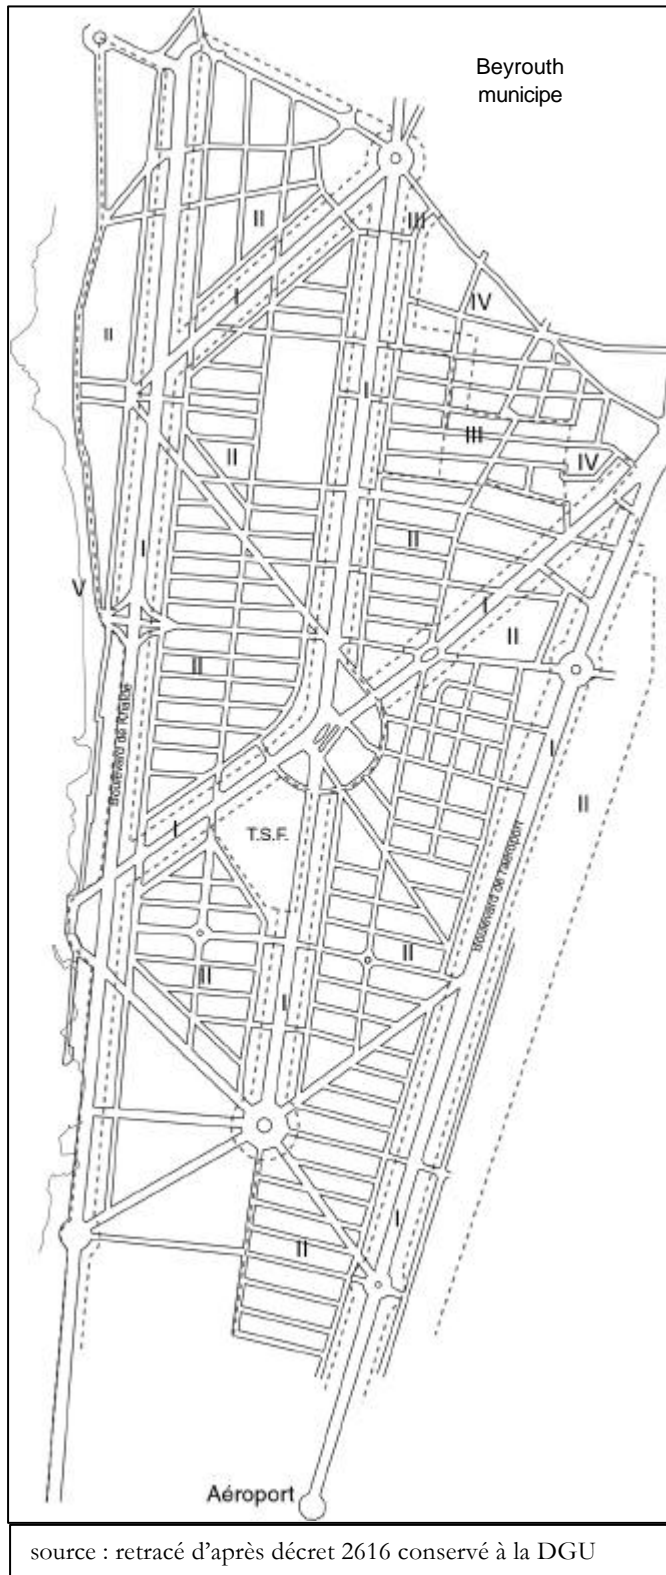 Beyrouth
municipe
III
II
IV
I
II
I
III
II
IV
II
I
I
II
V
II
I
Boulevard de Khaldé
II
I
T.S.F.
Boulevard de l'aéroport
II
II
I
I
II
Aéroport
source : retracé d'après décret 2616 conservé à la DGU